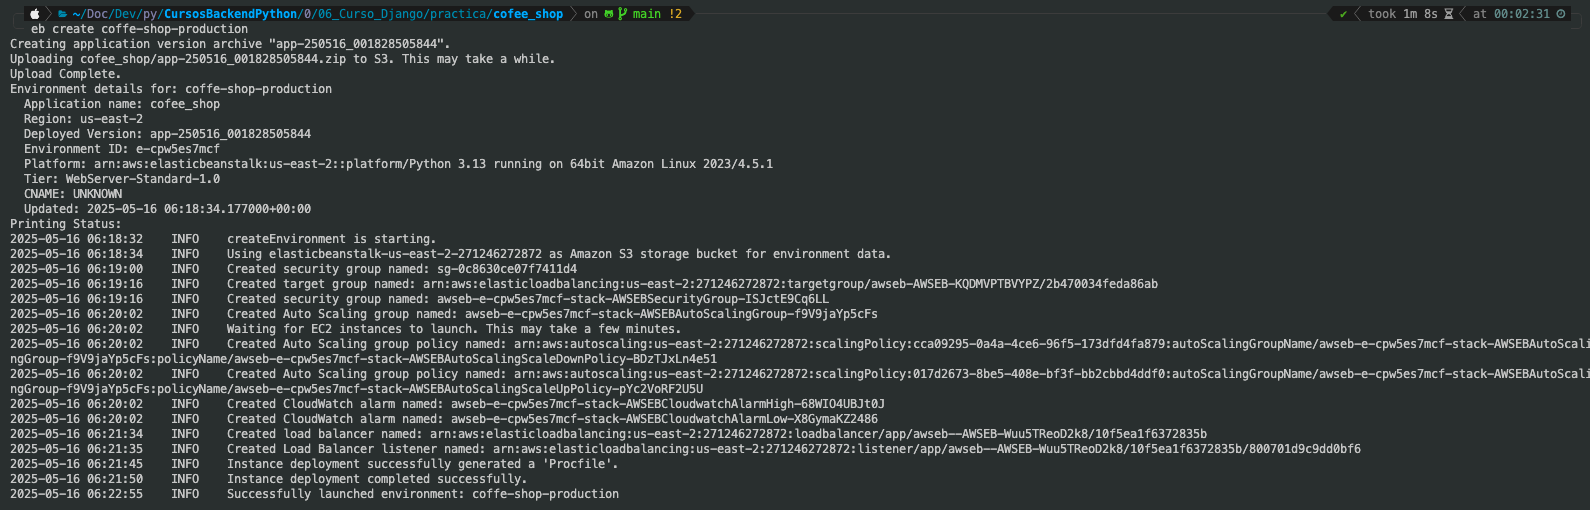 ~/Doc/Dev/py/CursosBackendPython/0/06_Curso_Django/practica/cofee_shop on main !2 ✔ took 1m 8s at 00:02:31
eb create coffe-shop-production
Creating application version archive "app-250516_001828505844".
Uploading cofee_shop/app-250516_001828505844.zip to S3. This may take a while.
Upload Complete.
Environment details for: coffe-shop-production
  Application name: cofee_shop
  Region: us-east-2
  Deployed Version: app-250516_001828505844
  Environment ID: e-cpw5es7mcf
  Platform: arn:aws:elasticbeanstalk:us-east-2::platform/Python 3.13 running on 64bit Amazon Linux 2023/4.5.1
  Tier: WebServer-Standard-1.0
  CNAME: UNKNOWN
  Updated: 2025-05-16 06:18:34.177000+00:00
Printing Status:
2025-05-16 06:18:32    INFO    createEnvironment is starting.
2025-05-16 06:18:34    INFO    Using elasticbeanstalk-us-east-2-271246272872 as Amazon S3 storage bucket for environment data.
2025-05-16 06:19:00    INFO    Created security group named: sg-0c8630ce07f7411d4
2025-05-16 06:19:16    INFO    Created target group named: arn:aws:elasticloadbalancing:us-east-2:271246272872:targetgroup/awseb-AWSEB-KQDMVPTBVYPZ/2b470034feda86ab
2025-05-16 06:19:16    INFO    Created security group named: awseb-e-cpw5es7mcf-stack-AWSEBSecurityGroup-ISJctE9Cq6LL
2025-05-16 06:20:02    INFO    Created Auto Scaling group named: awseb-e-cpw5es7mcf-stack-AWSEBAutoScalingGroup-f9V9jaYp5cFs
2025-05-16 06:20:02    INFO    Waiting for EC2 instances to launch. This may take a few minutes.
2025-05-16 06:20:02    INFO    Created Auto Scaling group policy named: arn:aws:autoscaling:us-east-2:271246272872:scalingPolicy:cca09295-0a4a-4ce6-96f5-173dfd4fa879:autoScalingGroupName/awseb-e-cpw5es7mcf-stack-AWSEBAutoScali
ngGroup-f9V9jaYp5cFs:policyName/awseb-e-cpw5es7mcf-stack-AWSEBAutoScalingScaleDownPolicy-BDzTJxLn4e51
2025-05-16 06:20:02    INFO    Created Auto Scaling group policy named: arn:aws:autoscaling:us-east-2:271246272872:scalingPolicy:017d2673-8be5-408e-bf3f-bb2cbbd4ddf0:autoScalingGroupName/awseb-e-cpw5es7mcf-stack-AWSEBAutoScali
ngGroup-f9V9jaYp5cFs:policyName/awseb-e-cpw5es7mcf-stack-AWSEBAutoScalingScaleUpPolicy-pYc2VoRF2U5U
2025-05-16 06:20:02    INFO    Created CloudWatch alarm named: awseb-e-cpw5es7mcf-stack-AWSEBCloudwatchAlarmHigh-68WIO4UBJt0J
2025-05-16 06:20:02    INFO    Created CloudWatch alarm named: awseb-e-cpw5es7mcf-stack-AWSEBCloudwatchAlarmLow-X8GymaKZ2486
2025-05-16 06:21:34    INFO    Created load balancer named: arn:aws:elasticloadbalancing:us-east-2:271246272872:loadbalancer/app/awseb--AWSEB-Wuu5TReoD2k8/10f5ea1f6372835b
2025-05-16 06:21:35    INFO    Created Load Balancer listener named: arn:aws:elasticloadbalancing:us-east-2:271246272872:listener/app/awseb--AWSEB-Wuu5TReoD2k8/10f5ea1f6372835b/800701d9c9dd0bf6
2025-05-16 06:21:45    INFO    Instance deployment successfully generated a 'Procfile'.
2025-05-16 06:21:50    INFO    Instance deployment completed successfully.
2025-05-16 06:22:55    INFO    Successfully launched environment: coffe-shop-production